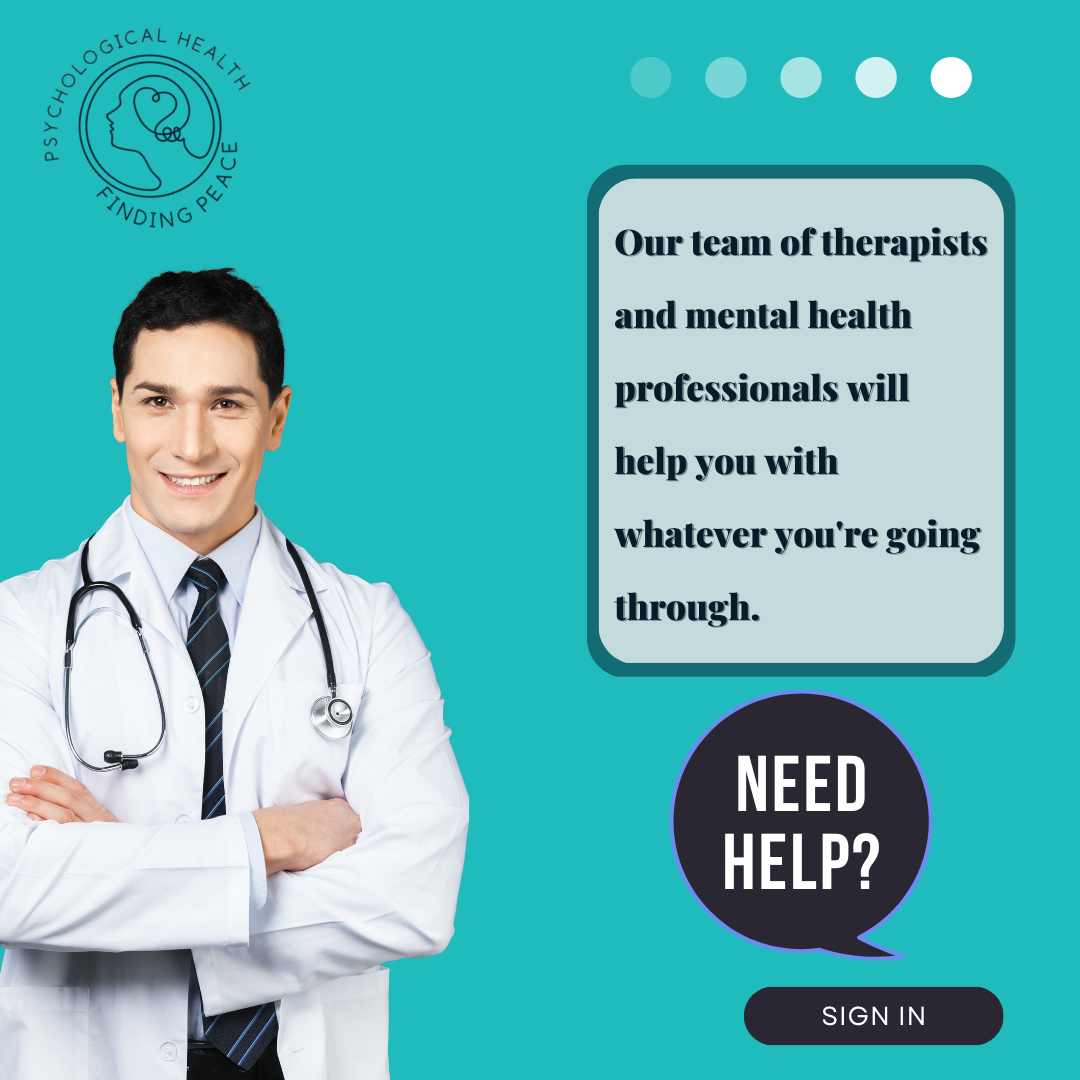 PSYCHOLOGICAL HEALTH
FINDING PEACE
Our team of therapists
and mental health
professionals will
help you with
whatever you're going
through.
NEED
HELP?
SIGN IN